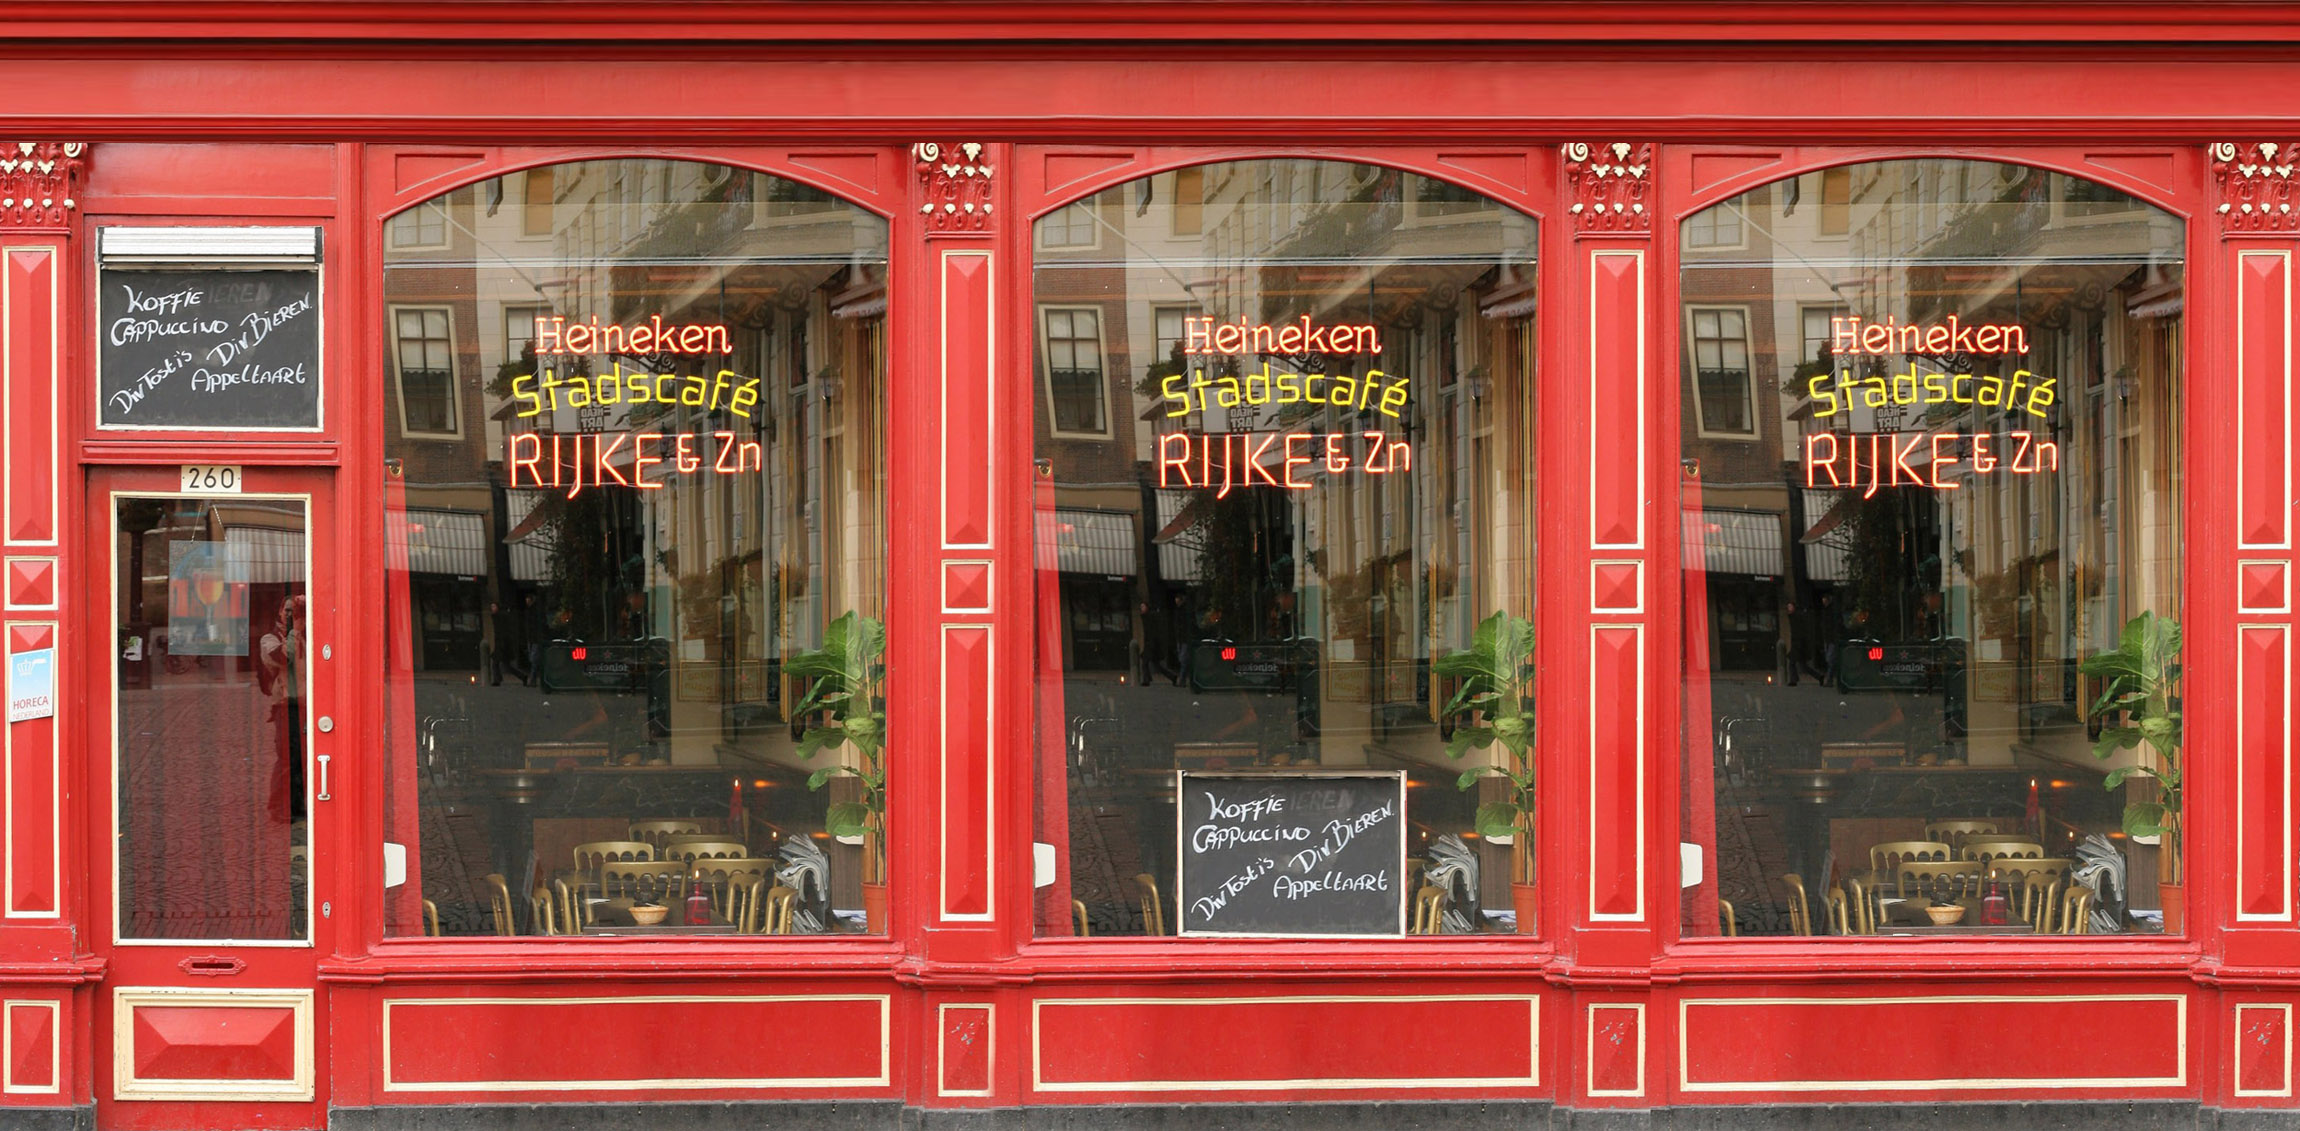 KOFFIE
CAPPUCCINO
Div BIEREN.
Div Tosti's
APPELTAART
260
HORECA
NEDERLAND
Heineken
Stadscafé
RIJKE & Zn
Heineken
Stadscafé
RIJKE & Zn
KOFFIE
CAPPUCCINO
Div BIEREN.
Div Tosti's
APPELTAART
Heineken
Stadscafé
RIJKE & Zn